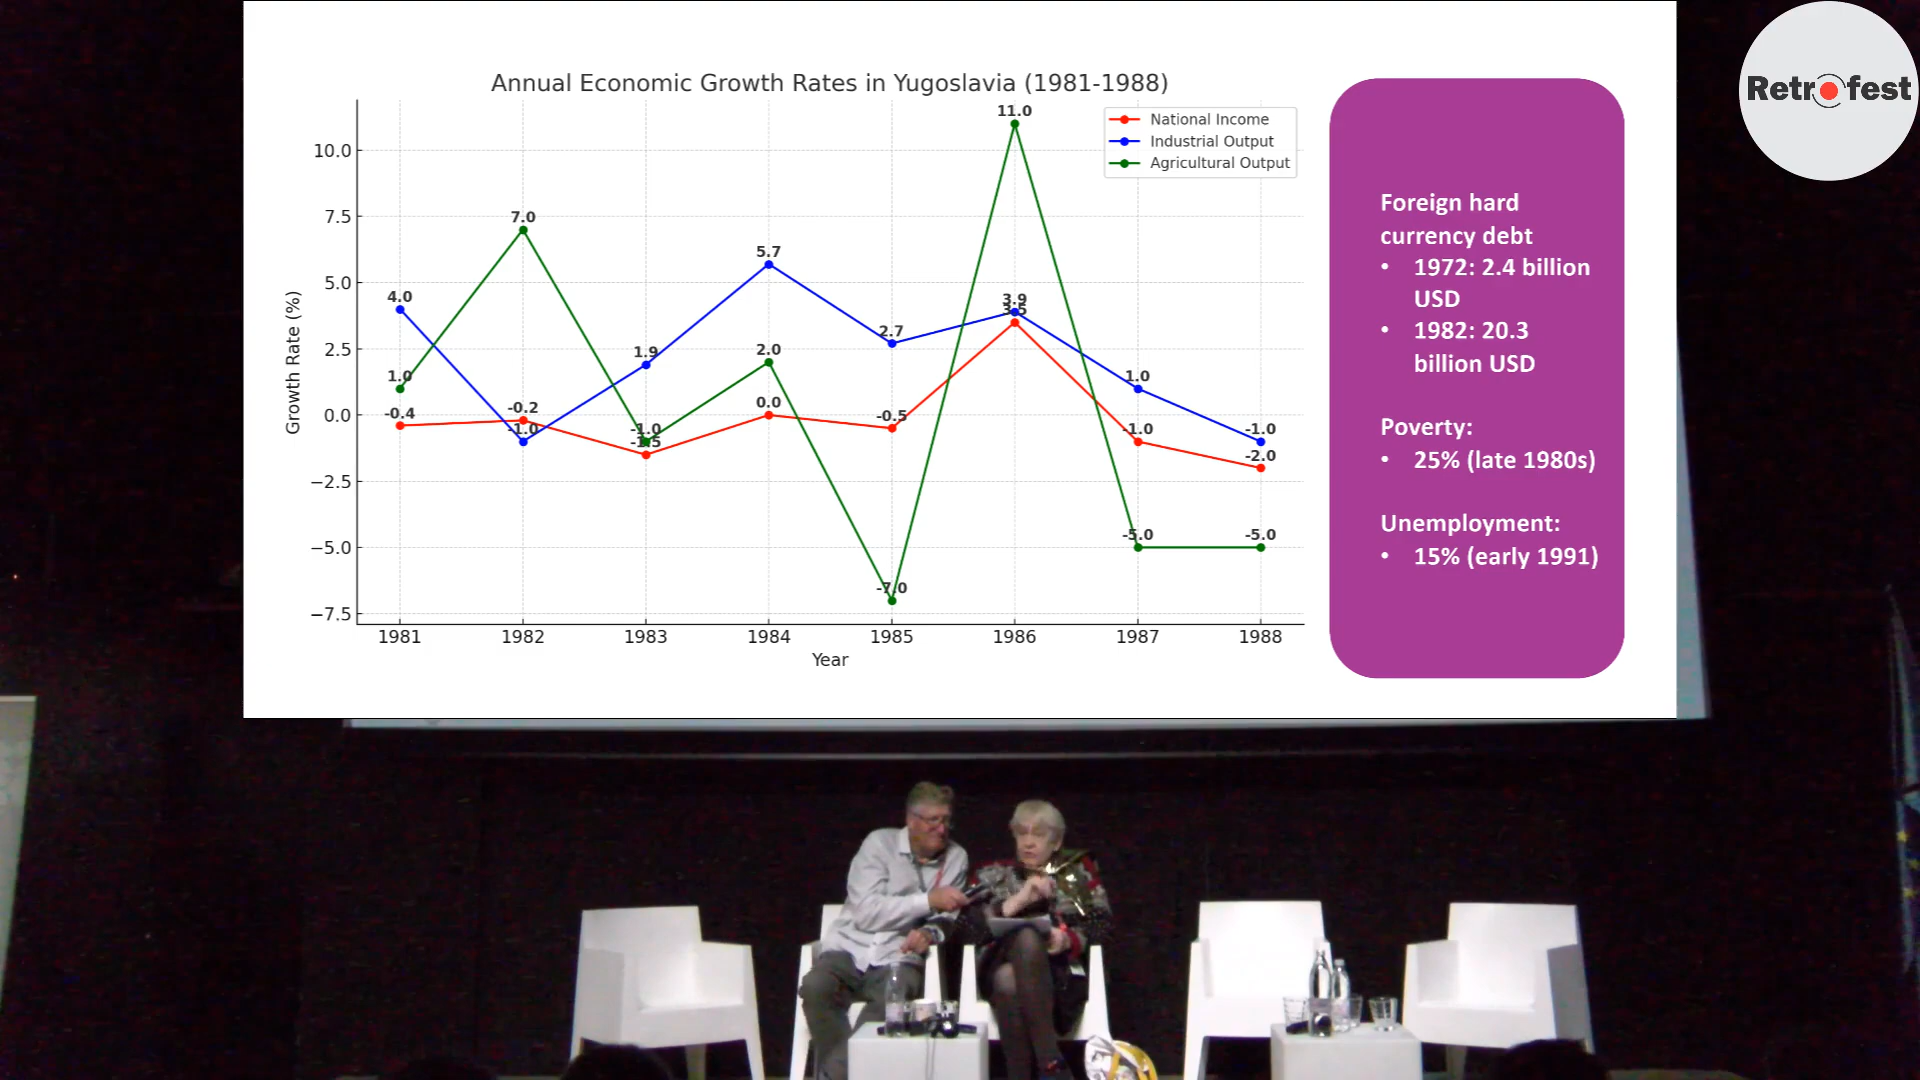 Annual Economic Growth Rates in Yugoslavia (1981-1988)
Growth Rate (%)
10.0
7.5
5.0
2.5
0.0
−2.5
−5.0
−7.5
1981 1982 1983 1984 1985 1986 1987 1988
Year
National Income
Industrial Output
Agricultural Output
-0.4 -0.2 -1.5 0.0 -0.5 3.5 -1.0 -2.0
4.0 -1.0 1.9 5.7 2.7 3.9 1.0 -1.0
1.0 7.0 -1.0 2.0 -7.0 11.0 -5.0 -5.0
Foreign hard
currency debt
• 1972: 2.4 billion
USD
• 1982: 20.3
billion USD
Poverty:
• 25% (late 1980s)
Unemployment:
• 15% (early 1991)
Retrofest